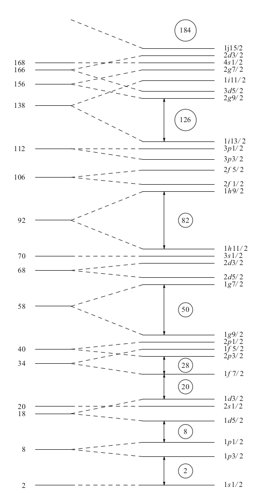 184
1j15/2
2d3/2
168 4s1/2
166 2g7/2
156 1i11/2
3d5/2
2g9/2
138
126
1i13/2
112 3p1/2
3p3/2
2f5/2
106
2f1/2
1h9/2
92 82
1h11/2
70 3s1/2
2d3/2
68
2d5/2
1g7/2
58 50
1g9/2
2p1/2
40 1f5/2
2p3/2
34 28
1f7/2
20
1d3/2
20 2s1/2
18
1d5/2
8
1p1/2
8
1p3/2
2
2 1s1/2